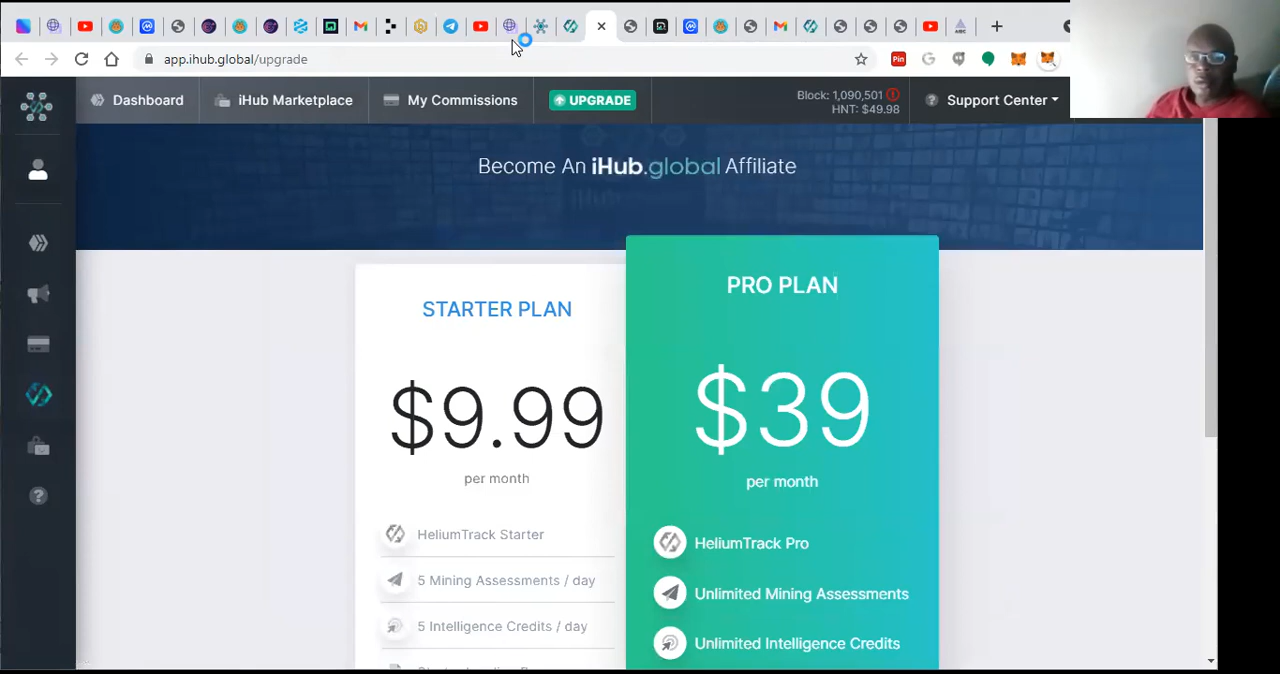 app.ihub.global/upgrade
Pin
Dashboard
iHub Marketplace
My Commissions
UPGRADE
Block: 1,090,501
HNT: $49.98
Support Center
Become An iHub.global Affiliate
STARTER PLAN
$9.99
per month
HeliumTrack Starter
5 Mining Assessments / day
5 Intelligence Credits / day
PRO PLAN
$39
per month
HeliumTrack Pro
Unlimited Mining Assessments
Unlimited Intelligence Credits